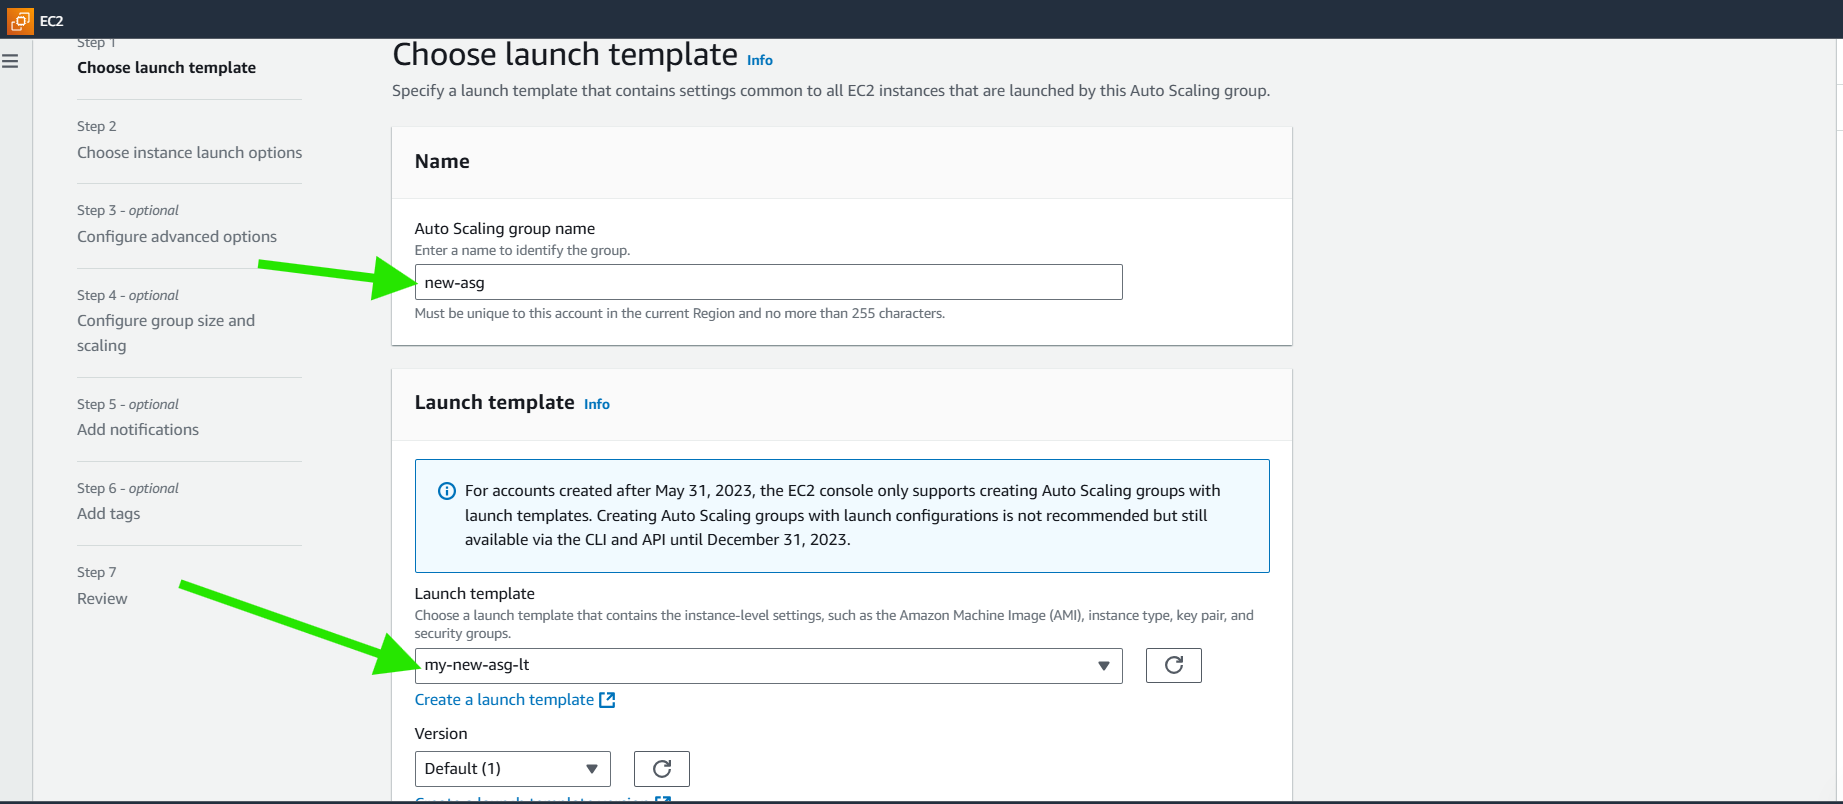 EC2
Step 1
Choose launch template
Step 2
Choose instance launch options
Step 3 - optional
Configure advanced options
Step 4 - optional
Configure group size and
scaling
Step 5 - optional
Add notifications
Step 6 - optional
Add tags
Step 7
Review
Choose launch template Info
Specify a launch template that contains settings common to all EC2 instances that are launched by this Auto Scaling group.
Name
Auto Scaling group name
Enter a name to identify the group.
new-asg
Must be unique to this account in the current Region and no more than 255 characters.
Launch template Info
For accounts created after May 31, 2023, the EC2 console only supports creating Auto Scaling groups with
launch templates. Creating Auto Scaling groups with launch configurations is not recommended but still
available via the CLI and API until December 31, 2023.
Launch template
Choose a launch template that contains the instance-level settings, such as the Amazon Machine Image (AMI), instance type, key pair, and
security groups.
my-new-asg-lt
Create a launch template
Version
Default (1)
Create a launch template version